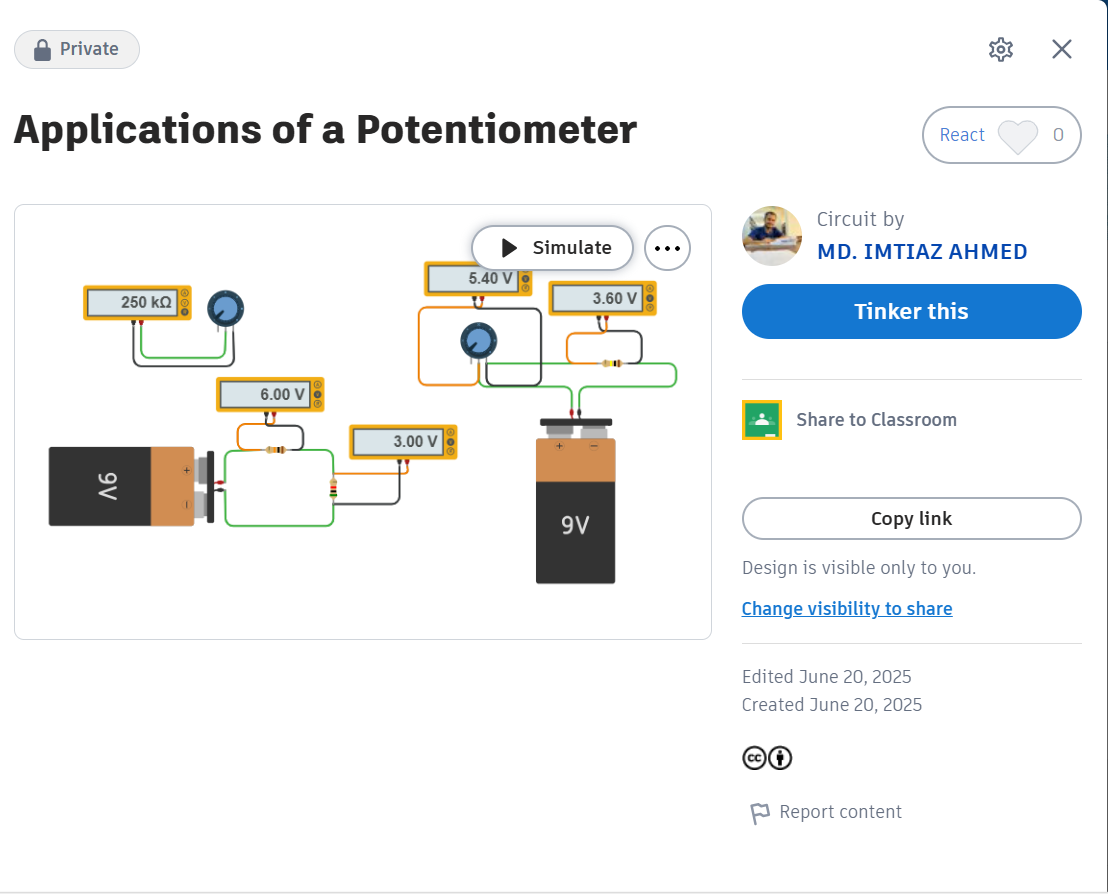 Private
Applications of a Potentiometer
React 0
Simulate
5.40 V
3.60 V
250 kΩ
6.00 V
3.00 V
9V
+
−
+
−
9V
Circuit by
MD. IMTIAZ AHMED
Tinker this
Share to Classroom
Copy link
Design is visible only to you.
Change visibility to share
Edited June 20, 2025
Created June 20, 2025
cc
Report content